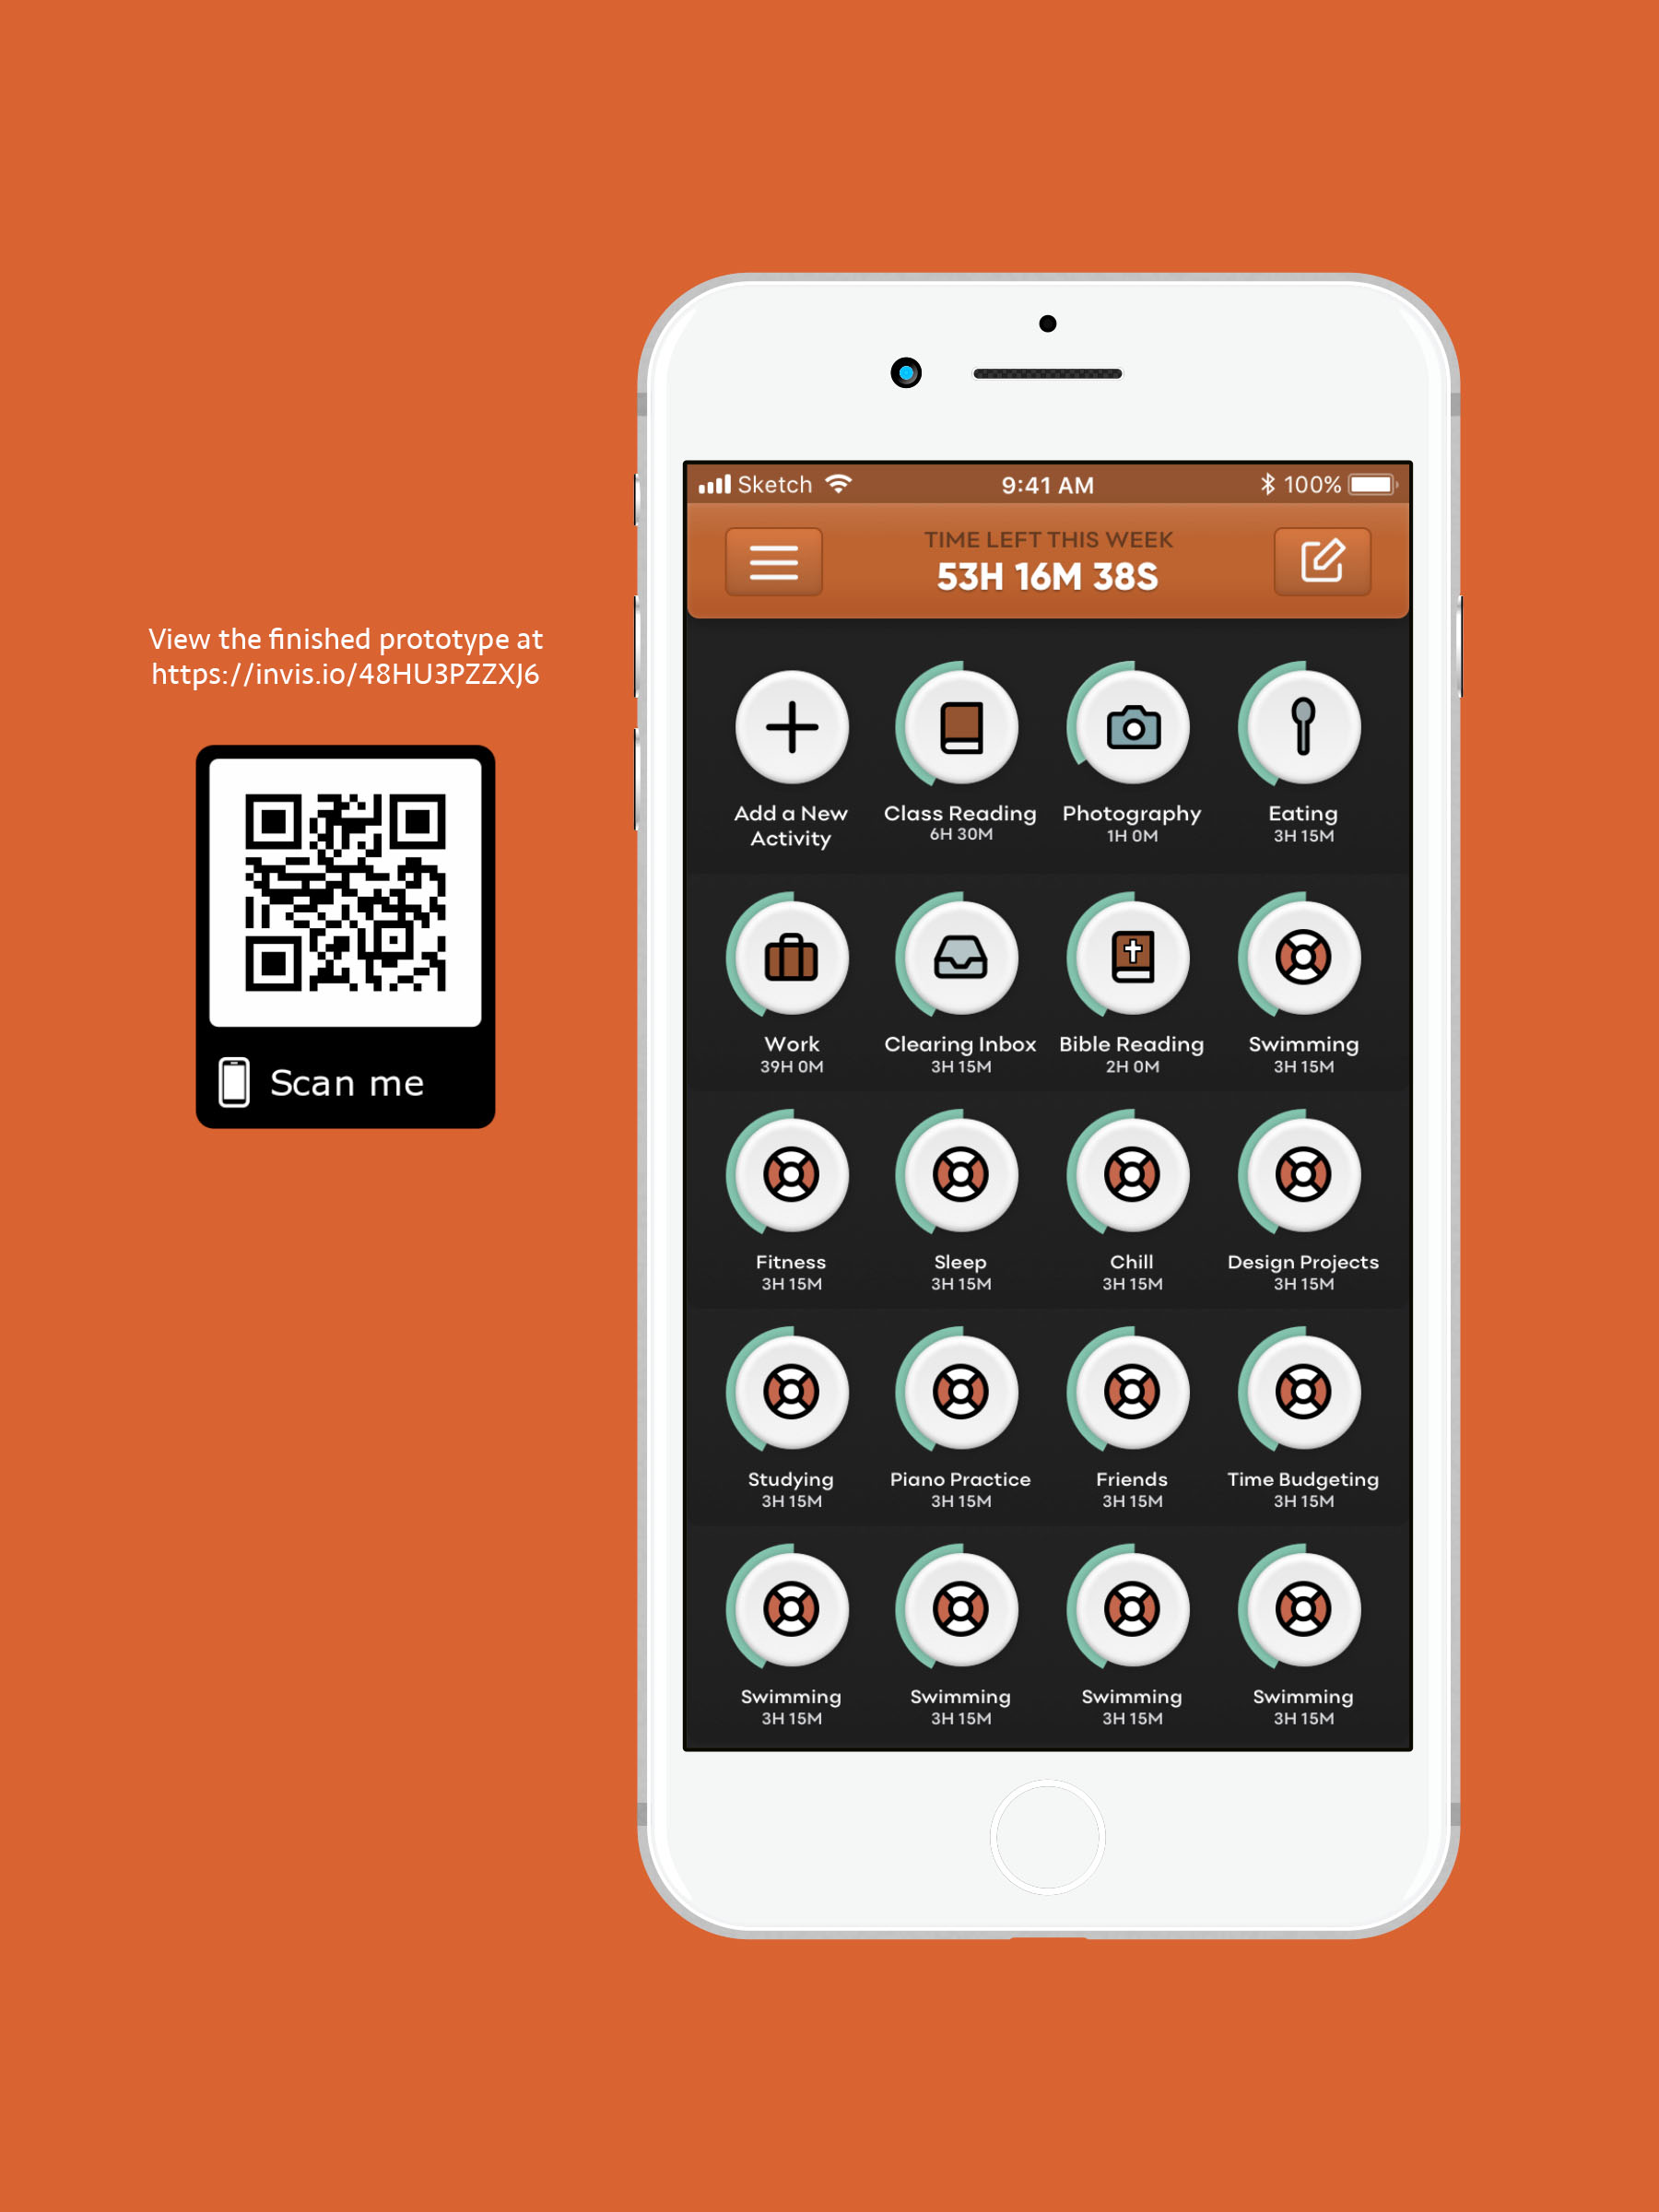 View the finished prototype at
https://invis.io/48HU3PZZXJ6
Scan me
Sketch 9:41 AM 100%
TIME LEFT THIS WEEK
53H 16M 38S
Add a New
Activity
Class Reading
6H 30M
Photography
1H 0M
Eating
3H 15M
Work
39H 0M
Clearing Inbox
3H 15M
Bible Reading
2H 0M
Swimming
3H 15M
Fitness
3H 15M
Sleep
3H 15M
Chill
3H 15M
Design Projects
3H 15M
Studying
3H 15M
Piano Practice
3H 15M
Friends
3H 15M
Time Budgeting
3H 15M
Swimming
3H 15M
Swimming
3H 15M
Swimming
3H 15M
Swimming
3H 15M